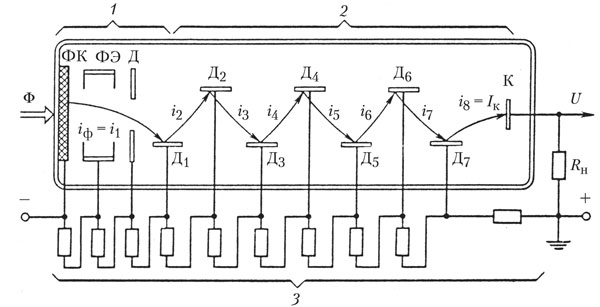 1 2
ФК ФЭ Д Д₂ Д₄ Д₆ К
Ф i₂ i₃ i₄ i₅ i₆ i₇ i₈ = Iₖ U
iф = i₁
Д₁ Д₃ Д₅ Д₇
Rн
− +
3